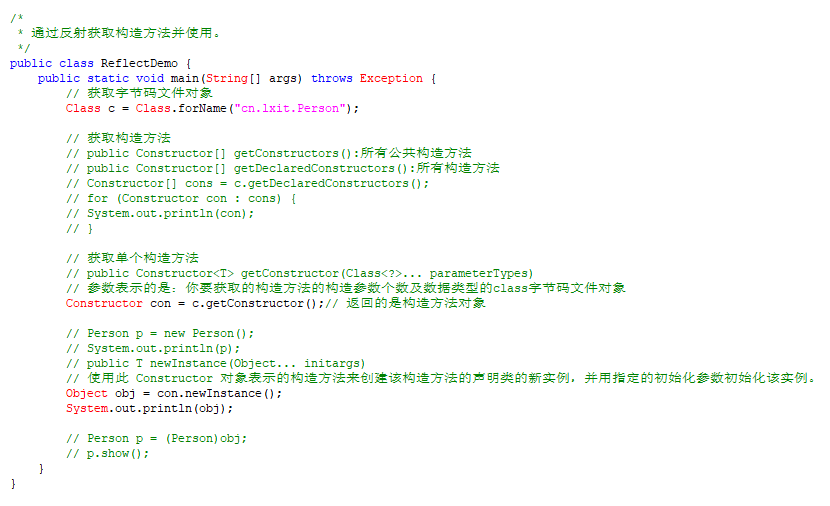 /*
 * 通过反射获取构造方法并使用。
 */
public class ReflectDemo {
    public static void main(String[] args) throws Exception {
        // 获取字节码文件对象
        Class c = Class.forName("cn.lxit.Person");

        // 获取构造方法
        // public Constructor[] getConstructors():所有公共构造方法
        // public Constructor[] getDeclaredConstructors():所有构造方法
        // Constructor[] cons = c.getDeclaredConstructors();
        // for (Constructor con : cons) {
        // System.out.println(con);
        // }

        // 获取单个构造方法
        // public Constructor<T> getConstructor(Class<?>... parameterTypes)
        // 参数表示的是：你要获取的构造方法的构造参数个数及数据类型的class字节码文件对象
        Constructor con = c.getConstructor();// 返回的是构造方法对象

        // Person p = new Person();
        // System.out.println(p);
        // public T newInstance(Object... initargs)
        // 使用此 Constructor 对象表示的构造方法来创建该构造方法的声明类的新实例，并用指定的初始化参数初始化该实例。
        Object obj = con.newInstance();
        System.out.println(obj);

        // Person p = (Person)obj;
        // p.show();
    }
}